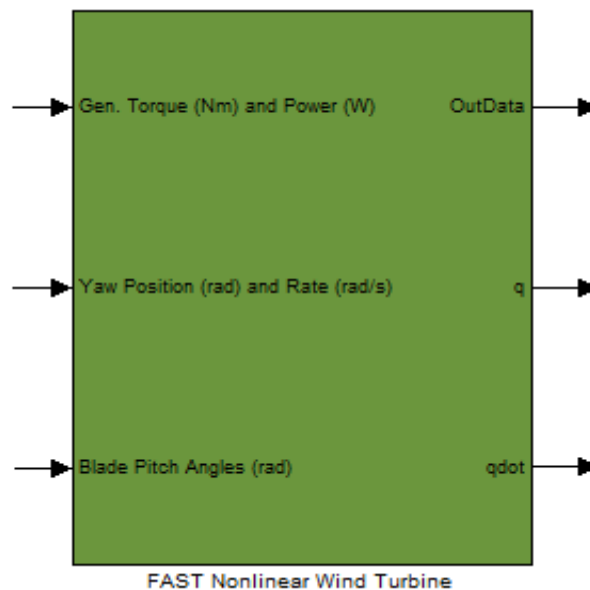 Gen. Torque (Nm) and Power (W) OutData
Yaw Position (rad) and Rate (rad/s) q
Blade Pitch Angles (rad) qdot
FAST Nonlinear Wind Turbine